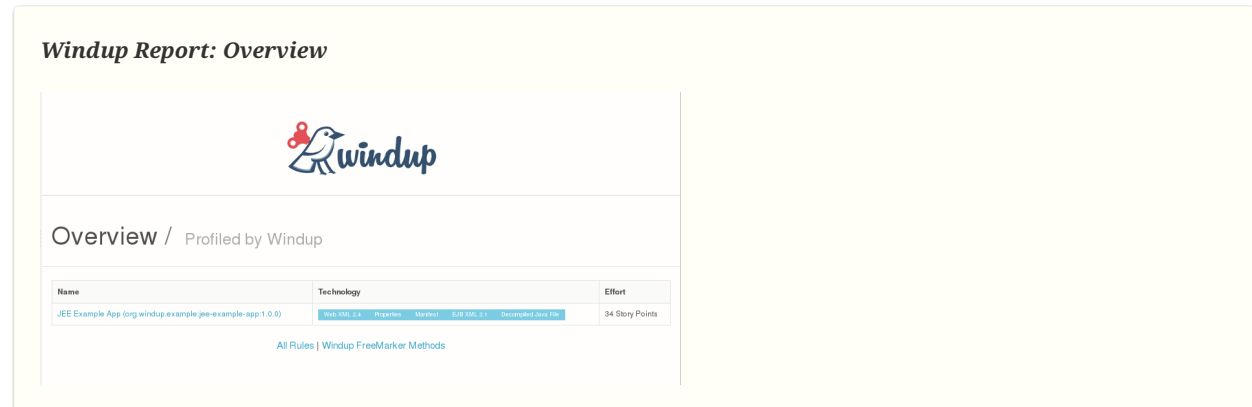 Windup Report: Overview
windup
Overview / Profiled by Windup
Name Technology Effort
JEE Example App (org.windup.example:jee-example-app:1.0.0) Web XML 2.4 Properties Manifest EJB XML 2.1 Decompiled Java File 34 Story Points
All Rules | Windup FreeMarker Methods